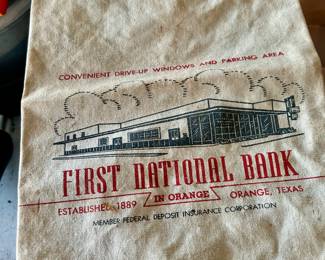 CONVENIENT DRIVE-UP WINDOWS AND PARKING AREA
FIRST NATIONAL BANK
ESTABLISHED 1889 IN ORANGE ORANGE, TEXAS
MEMBER FEDERAL DEPOSIT INSURANCE CORPORATION